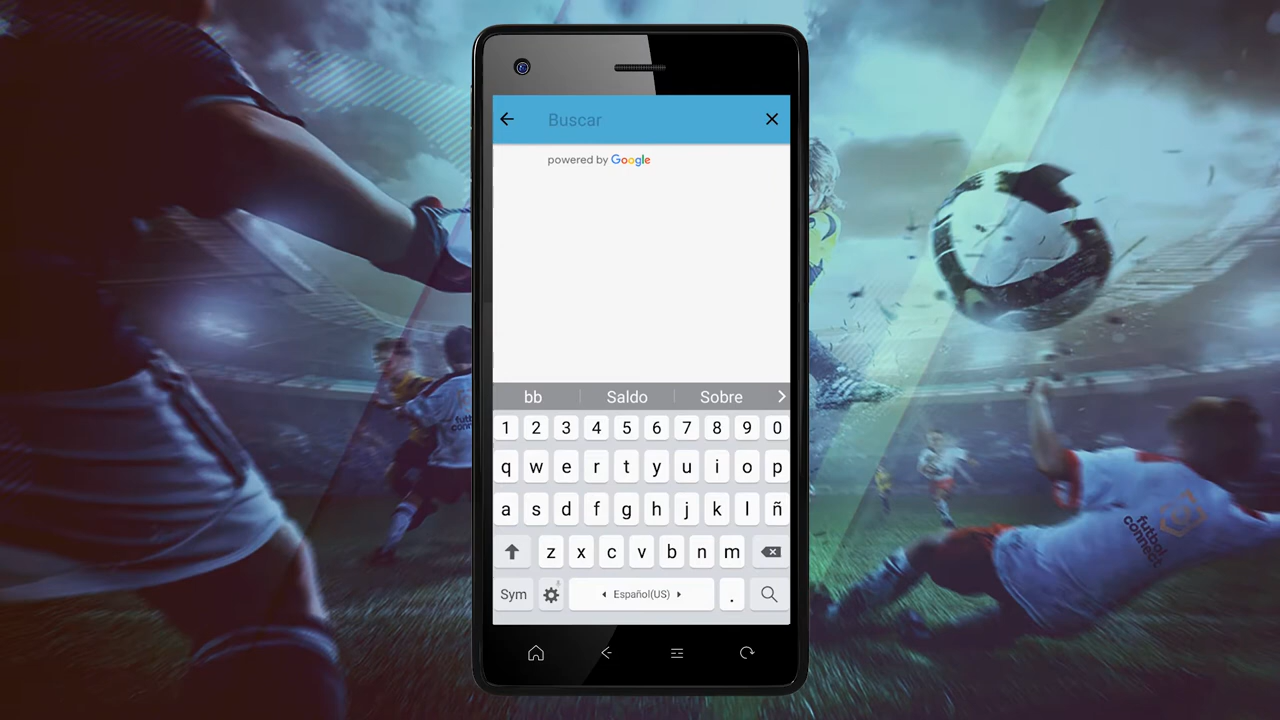 Buscar
powered by Google
bb Saldo Sobre
1 2 3 4 5 6 7 8 9 0
q w e r t y u i o p
a s d f g h j k l ñ
z x c v b n m
Sym Español(US) .
futbol
connect